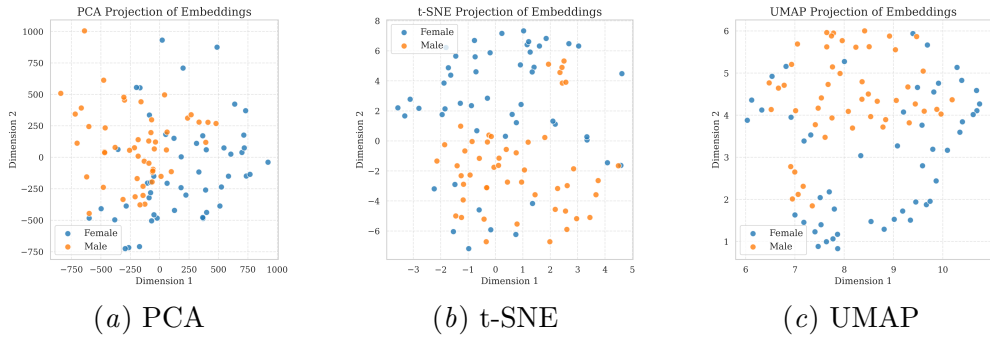 PCA Projection of Embeddings
1000
750
500
250
0
−250
−500
−750
Dimension 2
Female
Male
−750 −500 −250 0 250 500 750 1000
Dimension 1
(a) PCA
t-SNE Projection of Embeddings
8
6
4
2
0
−2
−4
−6
Dimension 2
Female
Male
−3 −2 −1 0 1 2 3 4 5
Dimension 1
(b) t-SNE
UMAP Projection of Embeddings
6
5
4
3
2
1
Dimension 2
Female
Male
6 7 8 9 10
Dimension 1
(c) UMAP